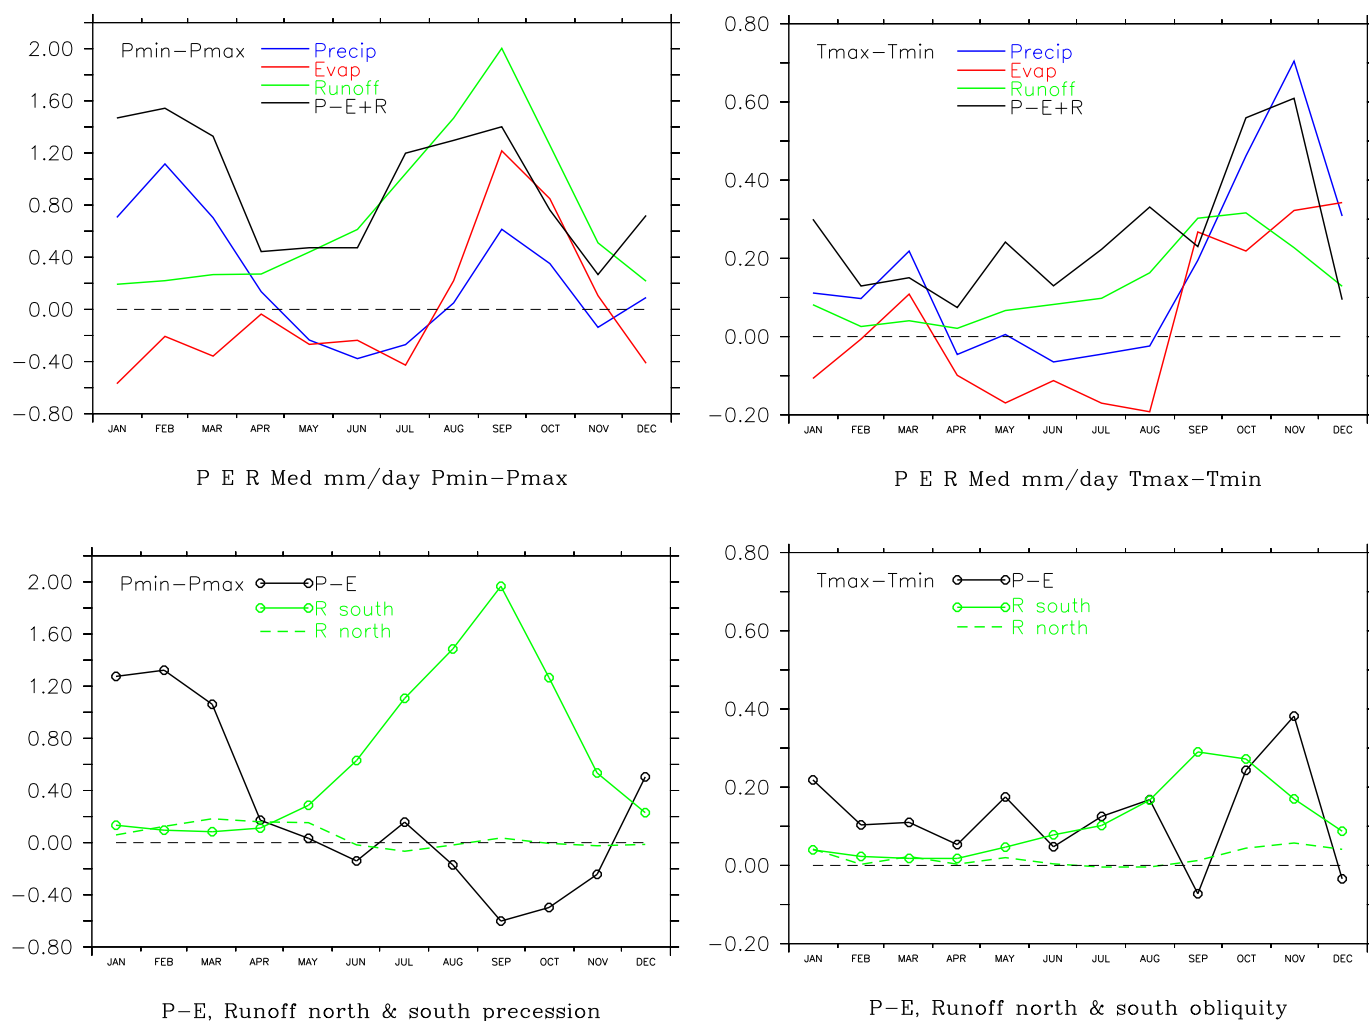 Pmin−Pmax
Precip
Evap
Runoff
P−E+R
2.00
1.60
1.20
0.80
0.40
0.00
−0.40
−0.80
JAN FEB MAR APR MAY JUN JUL AUG SEP OCT NOV DEC
P E R Med mm/day Pmin−Pmax
Tmax−Tmin
Precip
Evap
Runoff
P−E+R
0.80
0.60
0.40
0.20
0.00
−0.20
JAN FEB MAR APR MAY JUN JUL AUG SEP OCT NOV DEC
P E R Med mm/day Tmax−Tmin
Pmin−Pmax
P−E
R south
R north
2.00
1.60
1.20
0.80
0.40
0.00
−0.40
−0.80
JAN FEB MAR APR MAY JUN JUL AUG SEP OCT NOV DEC
P−E, Runoff north & south precession
Tmax−Tmin
P−E
R south
R north
0.80
0.60
0.40
0.20
0.00
−0.20
JAN FEB MAR APR MAY JUN JUL AUG SEP OCT NOV DEC
P−E, Runoff north & south obliquity